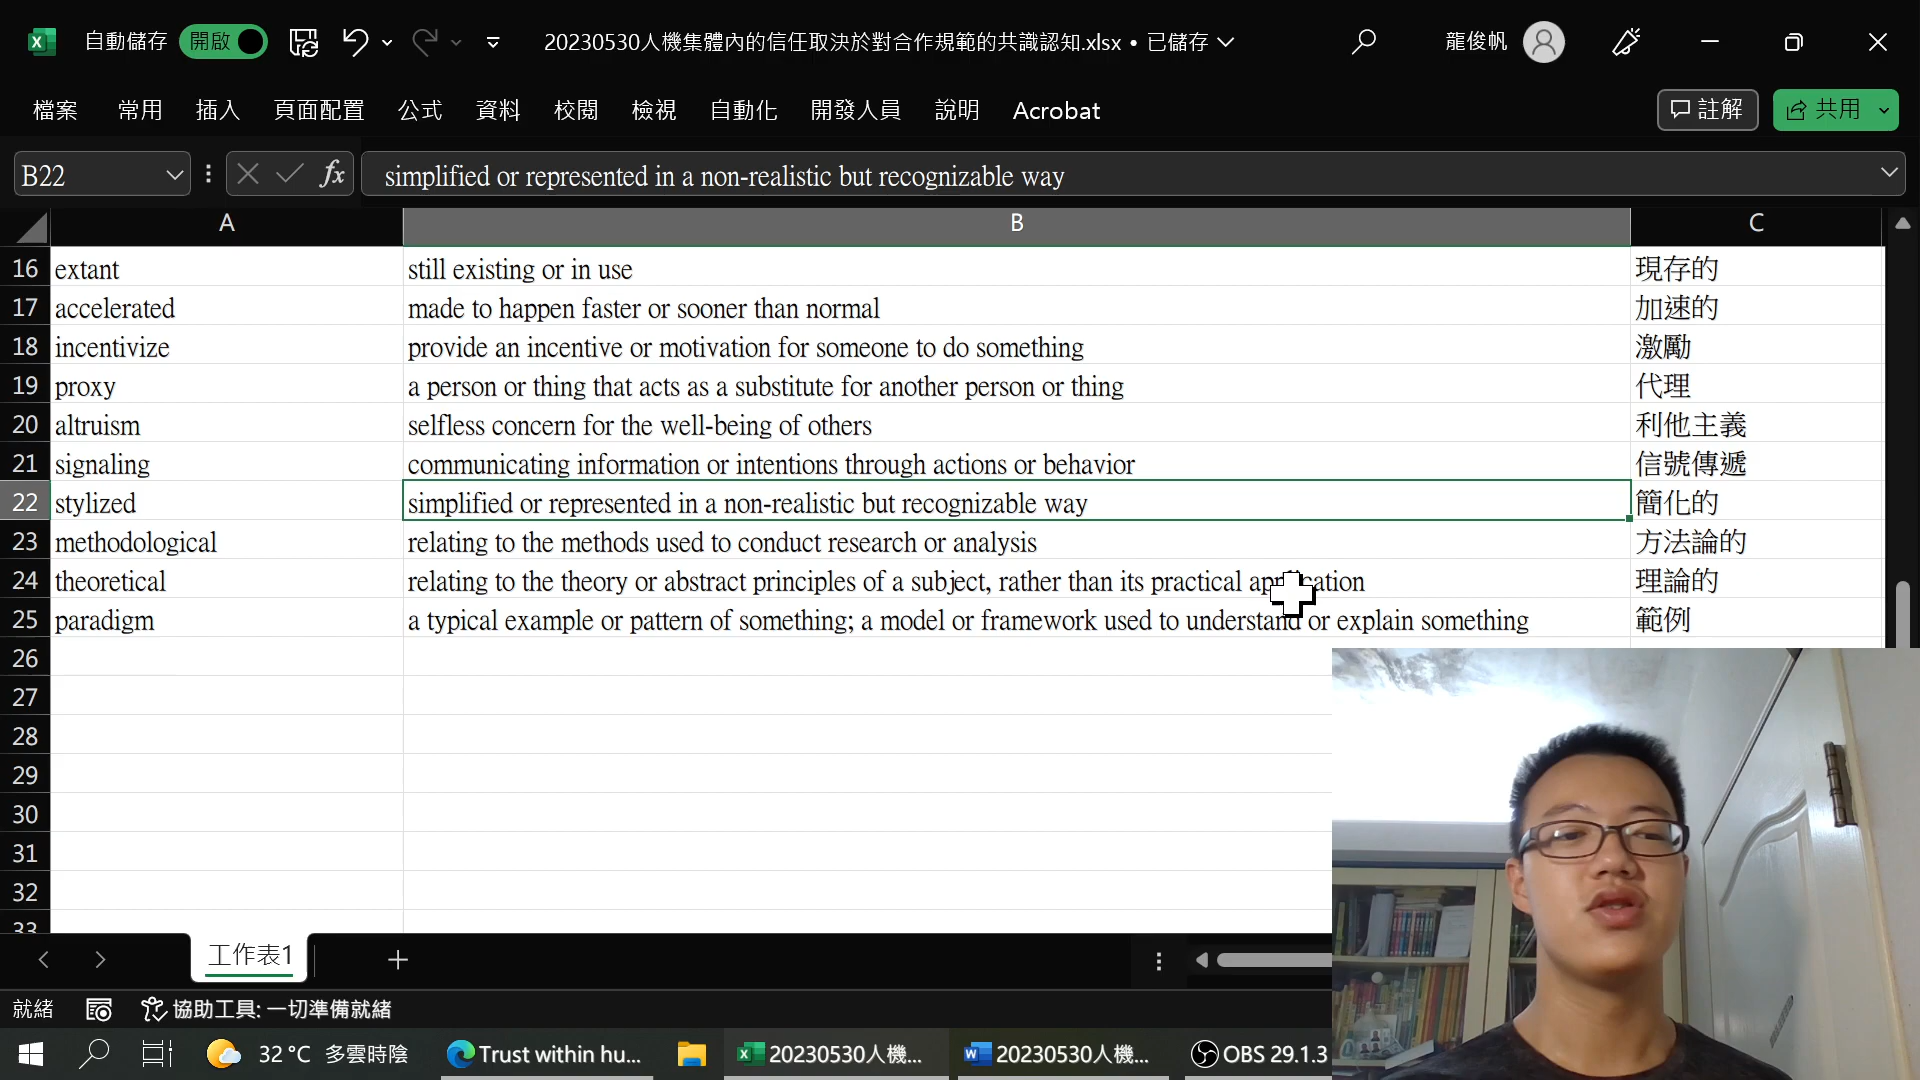 自動儲存 開啟 20230530人機集體內的信任取決於對合作規範的共識認知.xlsx • 已儲存 龍俊帆
檔案 常用 插入 頁面配置 公式 資料 校閱 檢視 自動化 開發人員 說明 Acrobat 註解 共用
B22 fx simplified or represented in a non-realistic but recognizable way
A B C
16 extant still existing or in use 現存的
17 accelerated made to happen faster or sooner than normal 加速的
18 incentivize provide an incentive or motivation for someone to do something 激勵
19 proxy a person or thing that acts as a substitute for another person or thing 代理
20 altruism selfless concern for the well-being of others 利他主義
21 signaling communicating information or intentions through actions or behavior 信號傳遞
22 stylized simplified or represented in a non-realistic but recognizable way 簡化的
23 methodological relating to the methods used to conduct research or analysis 方法論的
24 theoretical relating to the theory or abstract principles of a subject, rather than its practical application 理論的
25 paradigm a typical example or pattern of something; a model or framework used to understand or explain something 範例
26
27
28
29
30
31
32
33
工作表1
就緒 協助工具: 一切準備就緒
32 °C 多雲時陰 Trust within hu... 20230530人機... 20230530人機... OBS 29.1.3